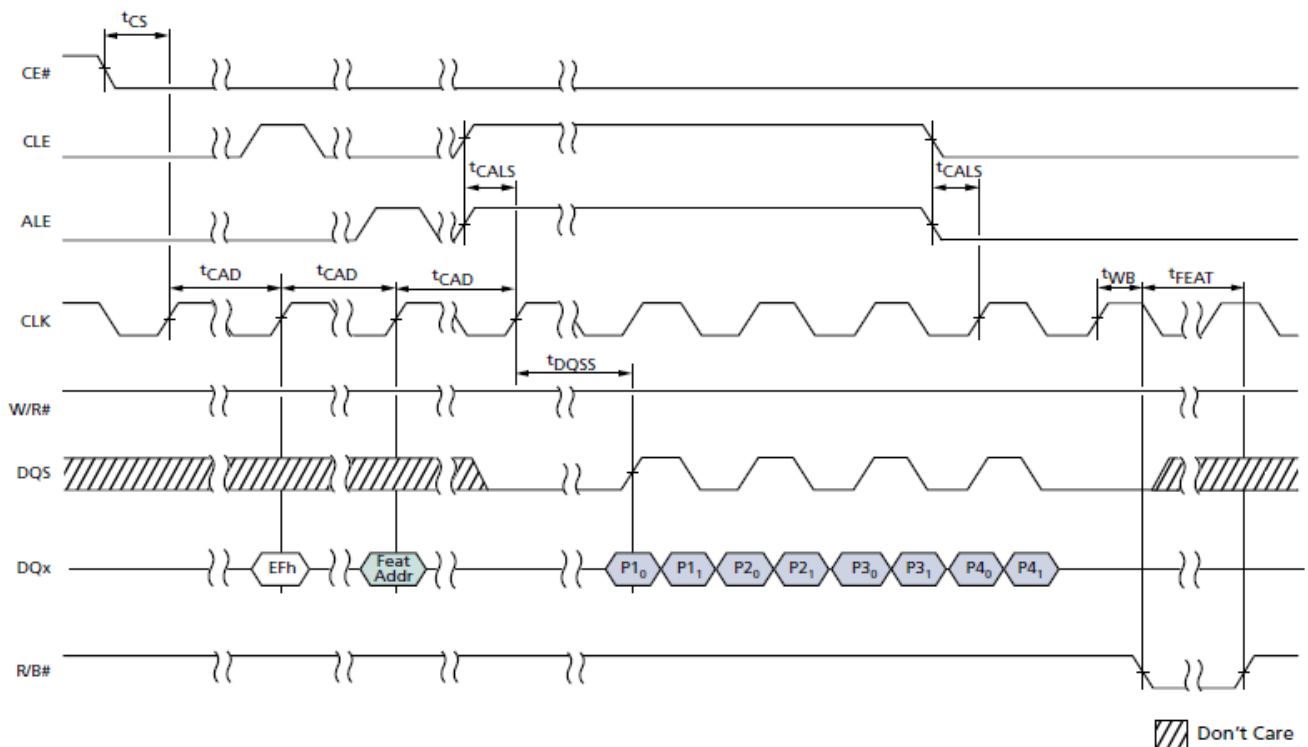 tCS
CE#
CLE
tCALS tCALS
ALE
tCAD tCAD tCAD tWB tFEAT
CLK
tDQSS
W/R#
DQS
DQx EFh Feat Addr P1₀ P1₁ P2₀ P2₁ P3₀ P3₁ P4₀ P4₁
R/B#
Don't Care